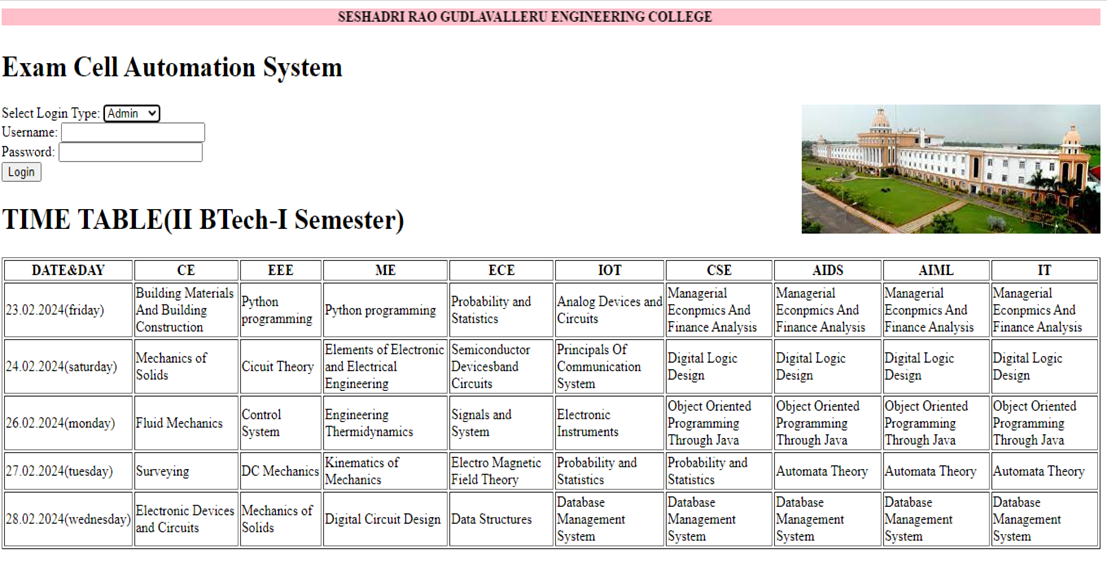 SESHADRI RAO GUDLAVALLERU ENGINEERING COLLEGE
Exam Cell Automation System
Select Login Type: Admin
Username:
Password:
Login
TIME TABLE(II BTech-I Semester)
DATE&DAY CE EEE ME ECE IOT CSE AIDS AIML IT
23.02.2024(friday)
Building Materials
And Building
Construction
Python
programming
Python programming
Probability and
Statistics
Analog Devices and
Circuits
Managerial
Econpmics And
Finance Analysis
Managerial
Econpmics And
Finance Analysis
Managerial
Econpmics And
Finance Analysis
Managerial
Econpmics And
Finance Analysis
24.02.2024(saturday)
Mechanics of
Solids
Cicuit Theory
Elements of Electronic
and Electrical
Engineering
Semiconductor
Devicesband
Circuits
Principals Of
Communication
System
Digital Logic
Design
Digital Logic
Design
Digital Logic
Design
Digital Logic
Design
26.02.2024(monday)
Fluid Mechanics
Control
System
Engineering
Thermidynamics
Signals and
System
Electronic
Instruments
Object Oriented
Programming
Through Java
Object Oriented
Programming
Through Java
Object Oriented
Programming
Through Java
Object Oriented
Programming
Through Java
27.02.2024(tuesday)
Surveying
DC Mechanics
Kinematics of
Mechanics
Electro Magnetic
Field Theory
Probability and
Statistics
Probability and
Statistics
Automata Theory
Automata Theory
Automata Theory
28.02.2024(wednesday)
Electronic Devices
and Circuits
Mechanics of
Solids
Digital Circuit Design
Data Structures
Database
Management
System
Database
Management
System
Database
Management
System
Database
Management
System
Database
Management
System